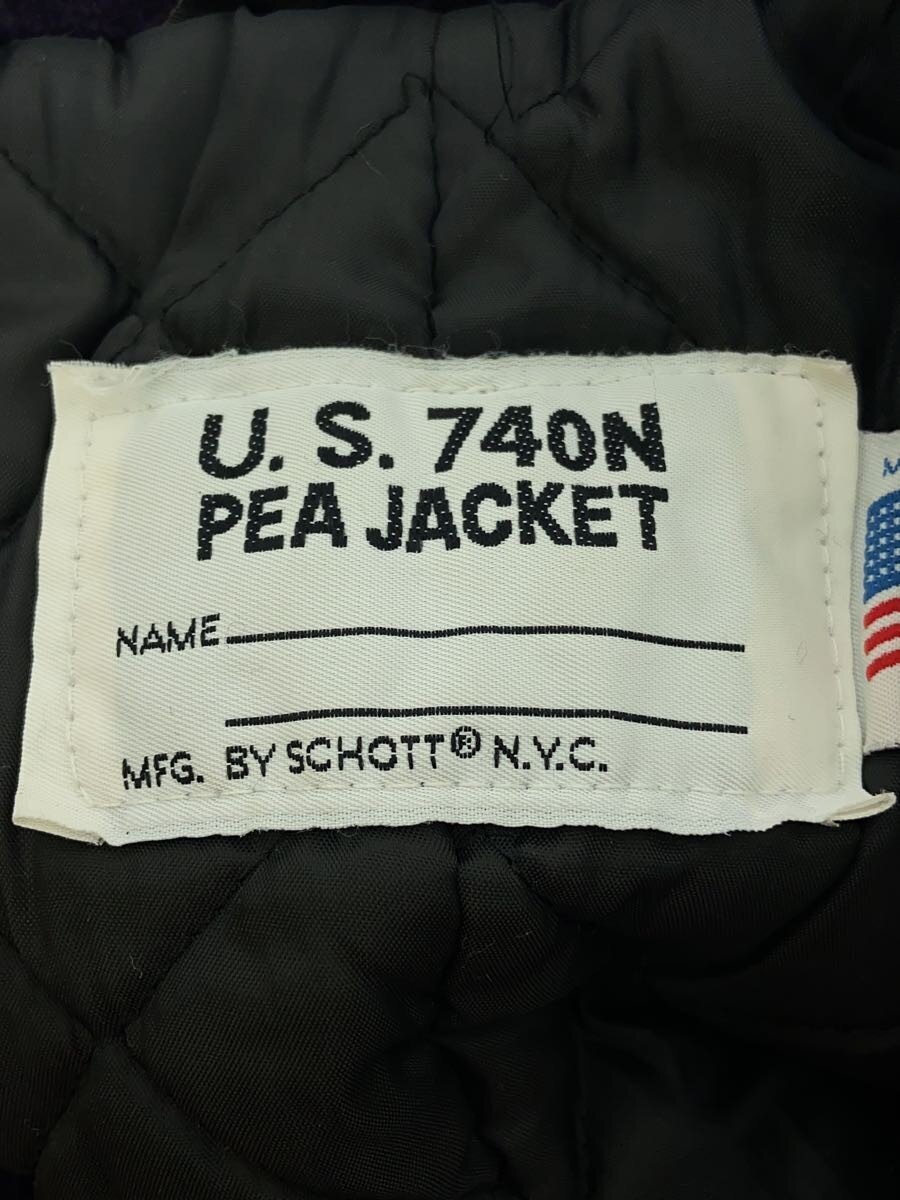 U. S. 740N
PEA JACKET
NAME
MFG. BY SCHOTT® N.Y.C.